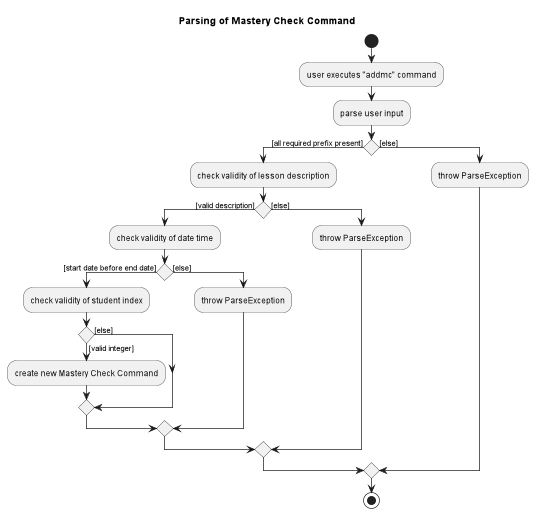 Parsing of Mastery Check Command
user executes "addmc" command
parse user input
[all required prefix present]
[else]
check validity of lesson description
throw ParseException
[valid description]
[else]
check validity of date time
throw ParseException
[start date before end date]
[else]
check validity of student index
throw ParseException
[else]
[valid integer]
create new Mastery Check Command